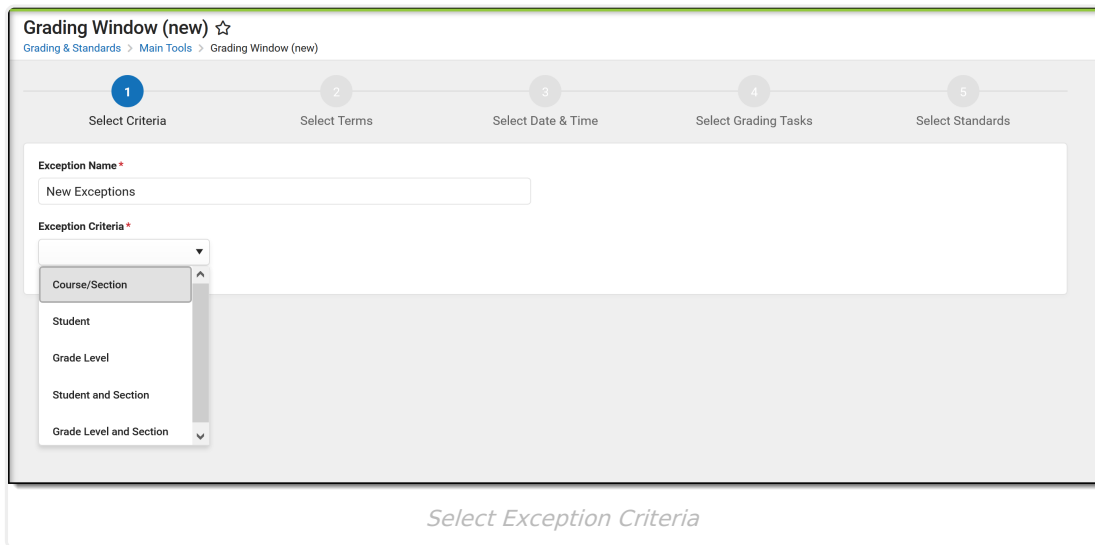 Grading Window (new)
Grading & Standards > Main Tools > Grading Window (new)
1 2 3 4 5
Select Criteria Select Terms Select Date & Time Select Grading Tasks Select Standards
Exception Name *
New Exceptions
Exception Criteria *
Course/Section
Student
Grade Level
Student and Section
Grade Level and Section
Select Exception Criteria